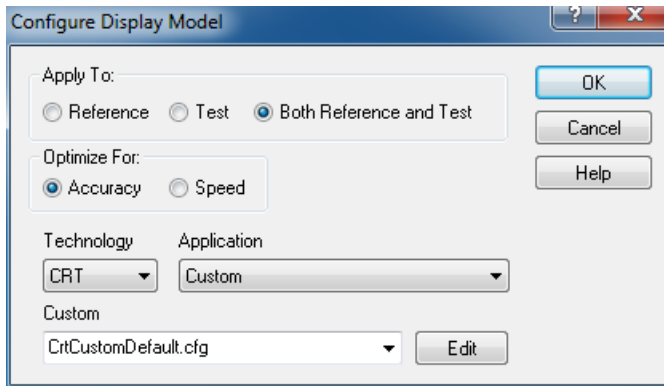 Configure Display Model
?
X
Apply To:
Reference Test Both Reference and Test
OK
Cancel
Optimize For:
Accuracy Speed
Help
Technology Application
CRT Custom
Custom
CrtCustomDefault.cfg Edit